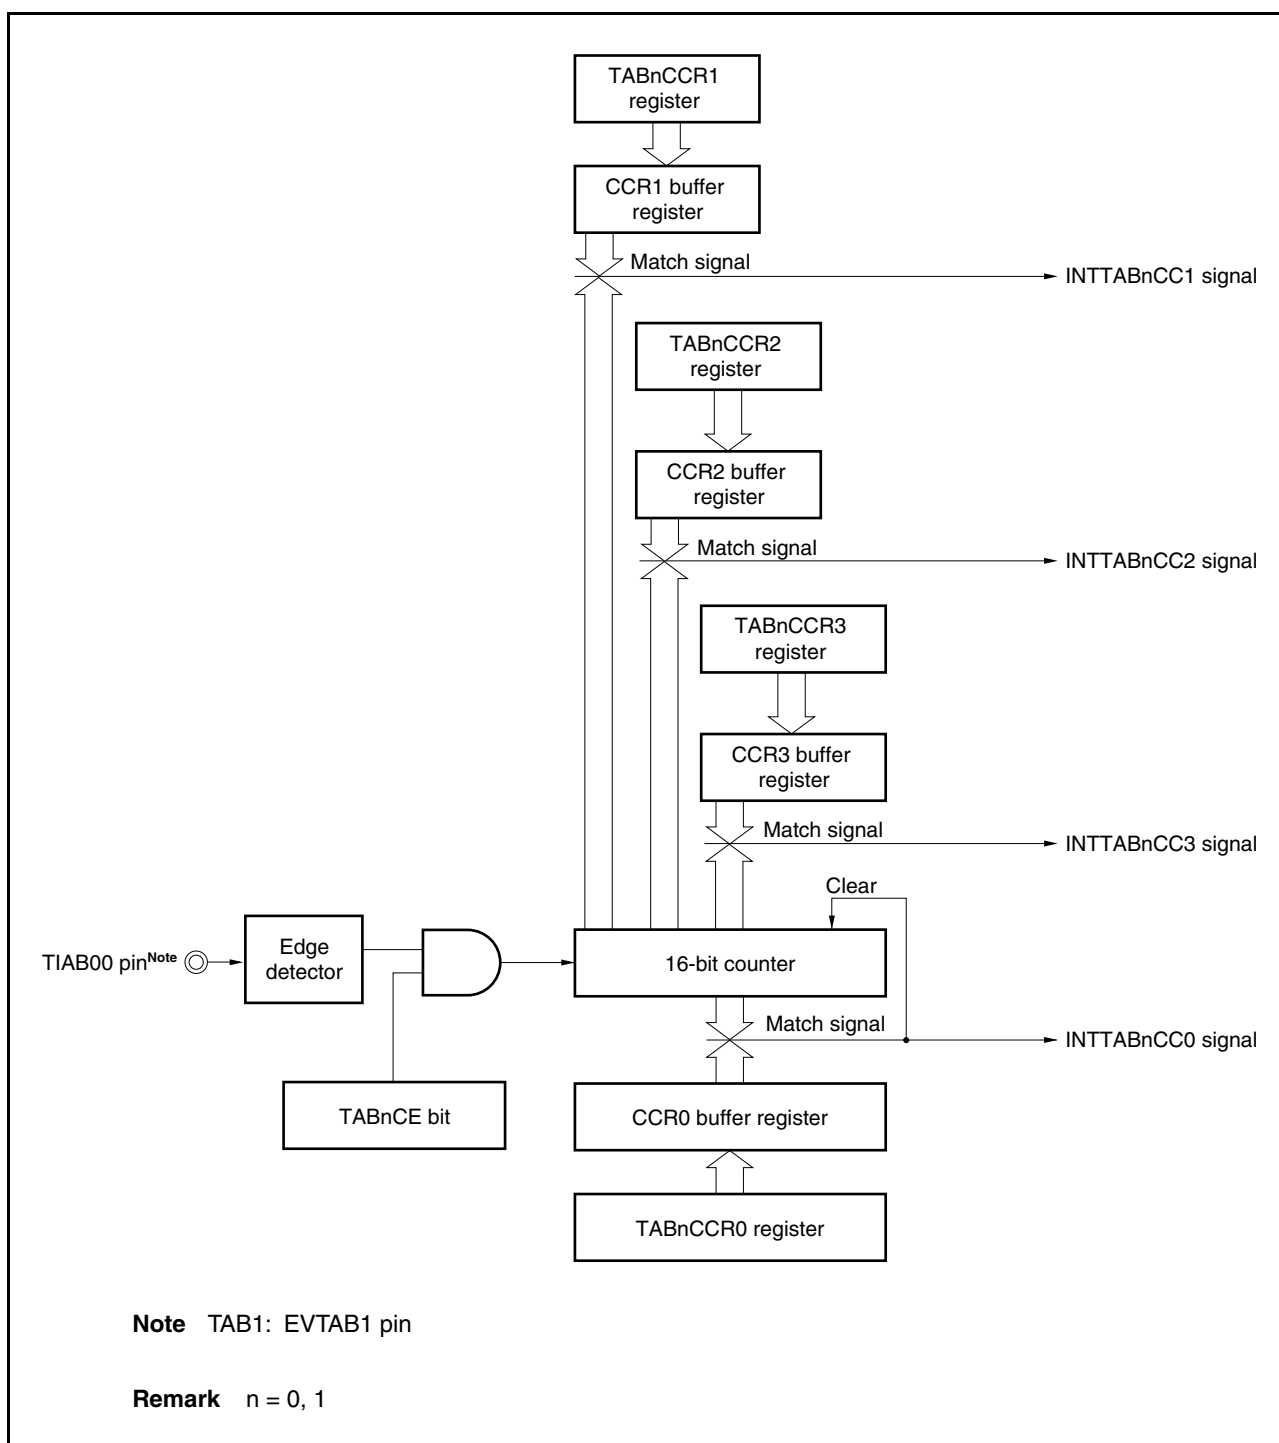 TABnCCR1
register
CCR1 buffer
register
Match signal
INTTABnCC1 signal
TABnCCR2
register
CCR2 buffer
register
Match signal
INTTABnCC2 signal
TABnCCR3
register
CCR3 buffer
register
Match signal
INTTABnCC3 signal
Clear
TIAB00 pinNote
Edge
detector
16-bit counter
Match signal
INTTABnCC0 signal
TABnCE bit
CCR0 buffer register
TABnCCR0 register
Note TAB1: EVTAB1 pin
Remark n = 0, 1